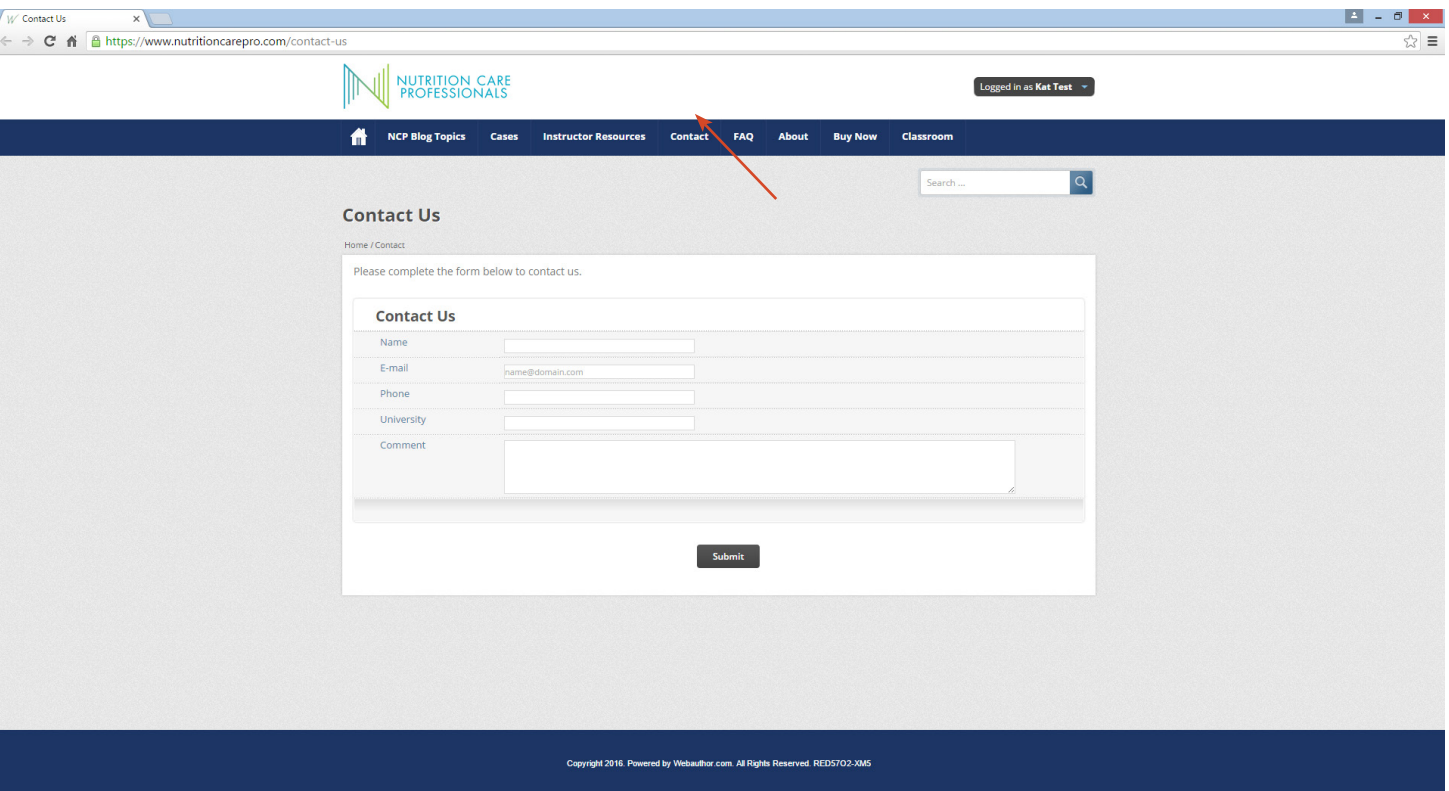 Contact Us
https://www.nutritioncarepro.com/contact-us
NUTRITION CARE
PROFESSIONALS
Logged in as Kat Test
NCP Blog Topics Cases Instructor Resources Contact FAQ About Buy Now Classroom
Search ...
Contact Us
Home / Contact
Please complete the form below to contact us.
Contact Us
Name
E-mail name@domain.com
Phone
University
Comment
Submit
Copyright 2016. Powered by Webauthor.com. All Rights Reserved. RED57O2-XM5